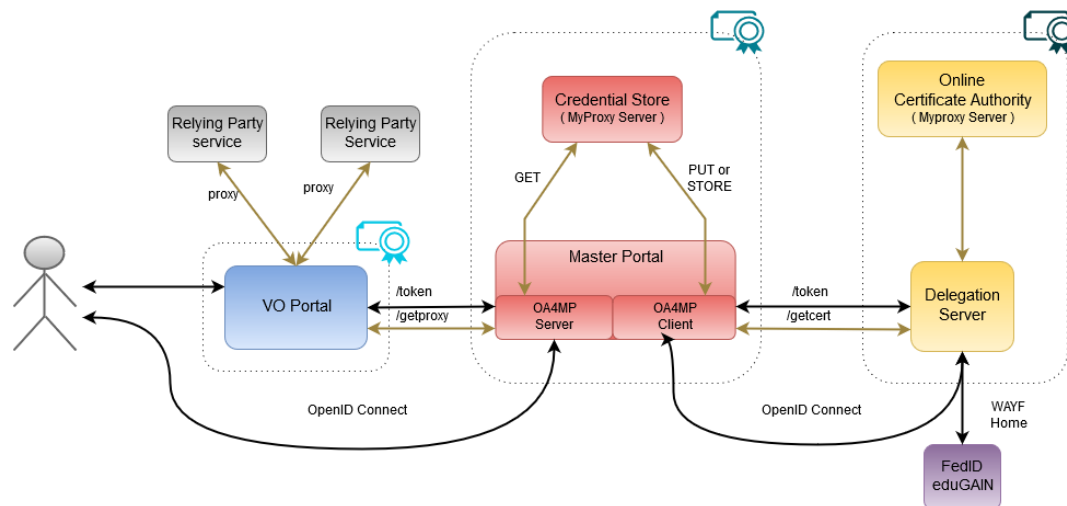 Online
Certificate Authority
( Myproxy Server )
Credential Store
( MyProxy Server )
Relying Party
service
Relying Party
Service
GET
PUT or
STORE
proxy
proxy
Master Portal
VO Portal
/token
/getproxy
OA4MP
Server
OA4MP
Client
/token
/getcert
Delegation
Server
OpenID Connect
OpenID Connect
WAYF
Home
FedID
eduGAIN